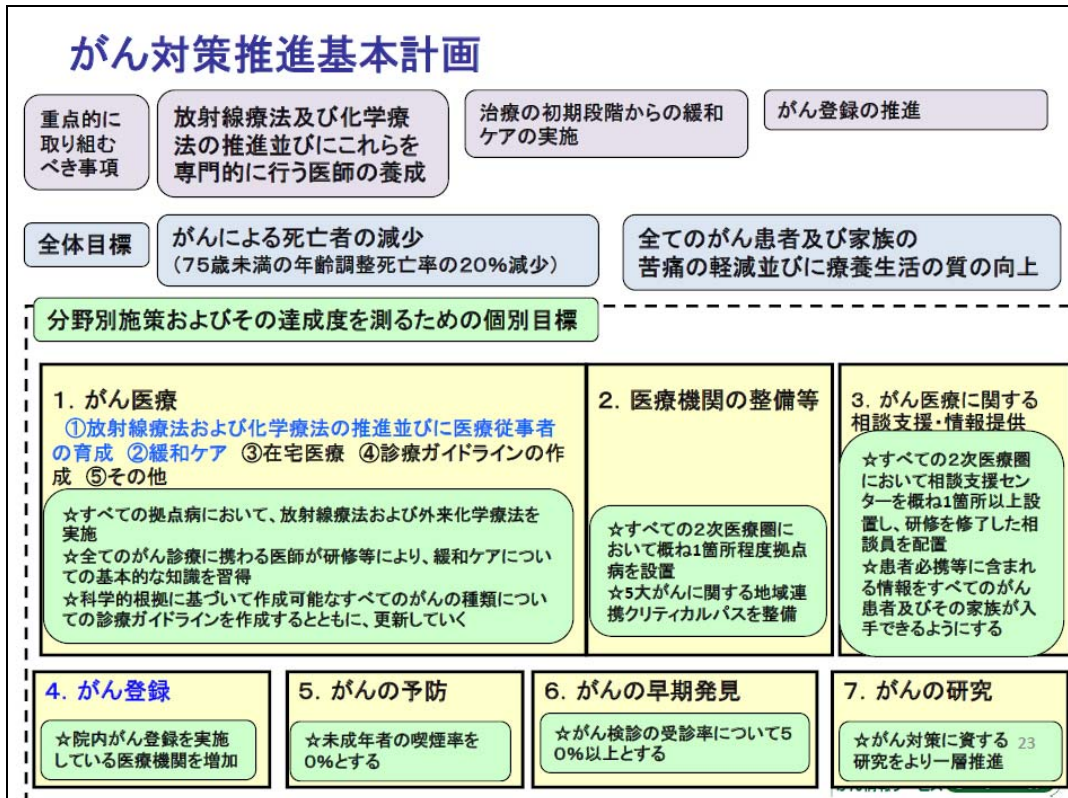 がん対策推進基本計画
重点的に
取り組む
べき事項
放射線療法及び化学療
法の推進並びにこれらを
専門的に行う医師の養成
治療の初期段階からの緩和
ケアの実施
がん登録の推進
全体目標
がんによる死亡者の減少
（75歳未満の年齢調整死亡率の20%減少）
全てのがん患者及び家族の
苦痛の軽減並びに療養生活の質の向上
分野別施策およびその達成度を測るための個別目標
1. がん医療
①放射線療法および化学療法の推進並びに医療従事者
の育成 ②緩和ケア ③在宅医療 ④診療ガイドラインの作
成 ⑤その他
☆すべての拠点病において、放射線療法および外来化学療法を
実施
☆全てのがん診療に携わる医師が研修等により、緩和ケアについ
ての基本的な知識を習得
☆科学的根拠に基づいて作成可能なすべてのがんの種類につい
ての診療ガイドラインを作成するとともに、更新していく
2. 医療機関の整備等
☆すべての2次医療圏に
おいて概ね1箇所程度拠点
病を設置
☆5大がんに関する地域連
携クリティカルパスを整備
3. がん医療に関する
相談支援・情報提供
☆すべての2次医療圏
において相談支援セン
ターを概ね1箇所以上設
置し、研修を修了した相
談員を配置
☆患者必携等に含まれ
る情報をすべてのがん
患者及びその家族が入
手できるようにする
4. がん登録
☆院内がん登録を実施
している医療機関を増加
5. がんの予防
☆未成年者の喫煙率を
0%とする
6. がんの早期発見
☆がん検診の受診率について5
0%以上とする
7. がんの研究
☆がん対策に資する
研究をより一層推進
23